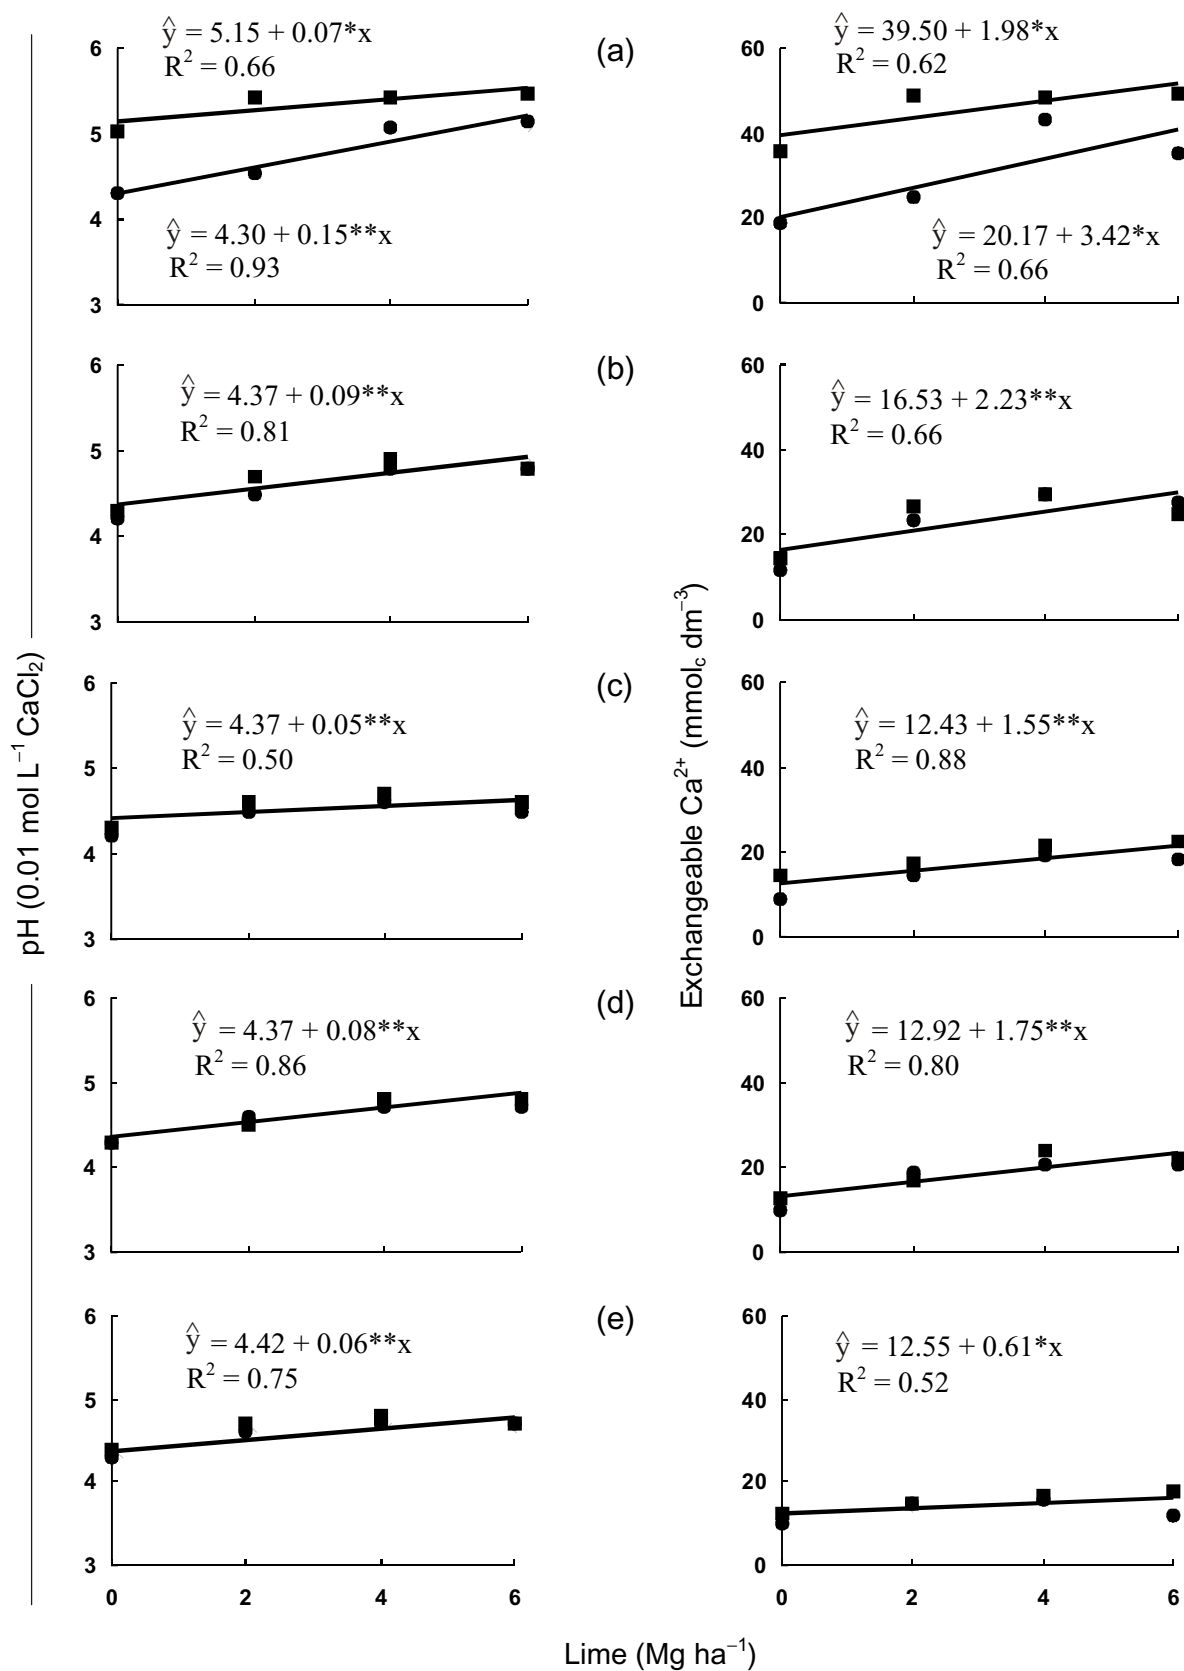 ŷ = 5.15 + 0.07*x
R² = 0.66
(a)
ŷ = 39.50 + 1.98*x
R² = 0.62
6
5
4
3
ŷ = 4.30 + 0.15**x
R² = 0.93
60
40
20
0
ŷ = 20.17 + 3.42*x
R² = 0.66
(b)
6
5
4
3
ŷ = 4.37 + 0.09**x
R² = 0.81
60
40
20
0
ŷ = 16.53 + 2.23**x
R² = 0.66
pH (0.01 mol L⁻¹ CaCl₂)
Exchangeable Ca²⁺ (mmol꜀ dm⁻³)
(c)
6
5
4
3
ŷ = 4.37 + 0.05**x
R² = 0.50
60
40
20
0
ŷ = 12.43 + 1.55**x
R² = 0.88
(d)
6
5
4
3
ŷ = 4.37 + 0.08**x
R² = 0.86
60
40
20
0
ŷ = 12.92 + 1.75**x
R² = 0.80
(e)
6
5
4
3
ŷ = 4.42 + 0.06**x
R² = 0.75
60
40
20
0
ŷ = 12.55 + 0.61*x
R² = 0.52
0 2 4 6
0 2 4 6
Lime (Mg ha⁻¹)